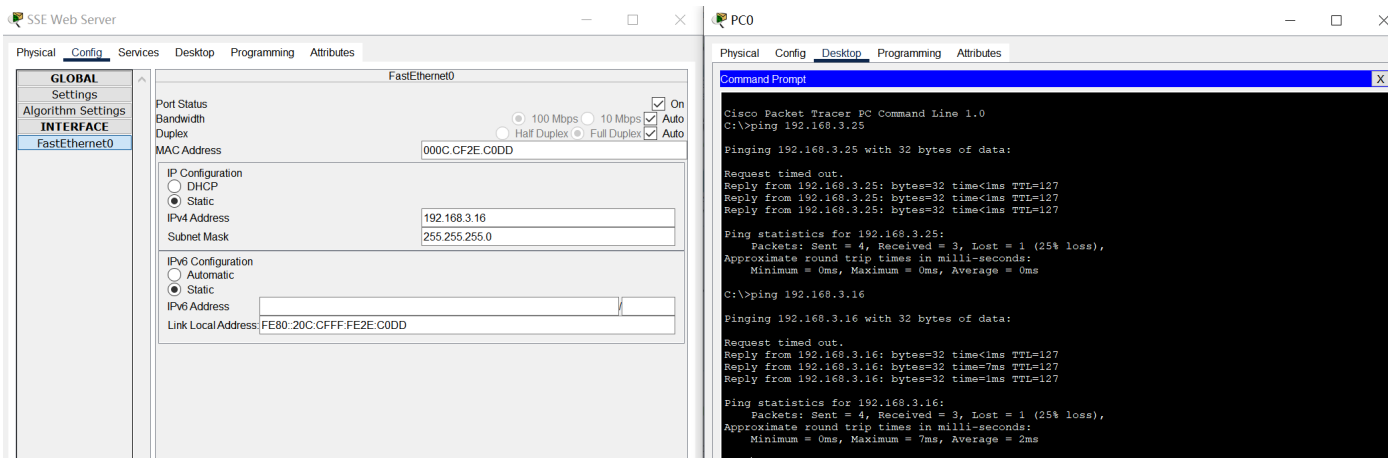 SSE Web Server
Physical Config Services Desktop Programming Attributes
GLOBAL
Settings
Algorithm Settings
INTERFACE
FastEthernet0
FastEthernet0
Port Status On
Bandwidth 100 Mbps 10 Mbps Auto
Duplex Half Duplex Full Duplex Auto
MAC Address 000C.CF2E.C0DD
IP Configuration
DHCP
Static
IPv4 Address 192.168.3.16
Subnet Mask 255.255.255.0
IPv6 Configuration
Automatic
Static
IPv6 Address /
Link Local Address: FE80::20C:CFFF:FE2E:C0DD
PC0
Physical Config Desktop Programming Attributes
Command Prompt X
Cisco Packet Tracer PC Command Line 1.0
C:\>ping 192.168.3.25
Pinging 192.168.3.25 with 32 bytes of data:
Request timed out.
Reply from 192.168.3.25: bytes=32 time<1ms TTL=127
Reply from 192.168.3.25: bytes=32 time<1ms TTL=127
Reply from 192.168.3.25: bytes=32 time<1ms TTL=127
Ping statistics for 192.168.3.25:
Packets: Sent = 4, Received = 3, Lost = 1 (25% loss),
Approximate round trip times in milli-seconds:
Minimum = 0ms, Maximum = 0ms, Average = 0ms
C:\>ping 192.168.3.16
Pinging 192.168.3.16 with 32 bytes of data:
Request timed out.
Reply from 192.168.3.16: bytes=32 time<1ms TTL=127
Reply from 192.168.3.16: bytes=32 time=7ms TTL=127
Reply from 192.168.3.16: bytes=32 time=1ms TTL=127
Ping statistics for 192.168.3.16:
Packets: Sent = 4, Received = 3, Lost = 1 (25% loss),
Approximate round trip times in milli-seconds:
Minimum = 0ms, Maximum = 7ms, Average = 2ms